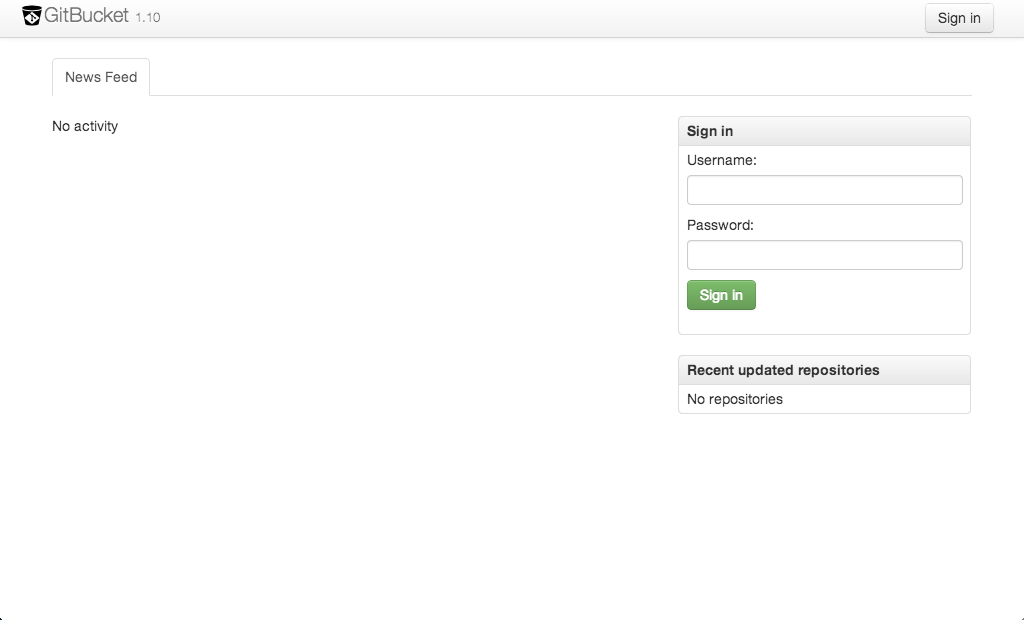 GitBucket 1.10
Sign in
News Feed
No activity
Sign in
Username:
Password:
Sign in
Recent updated repositories
No repositories